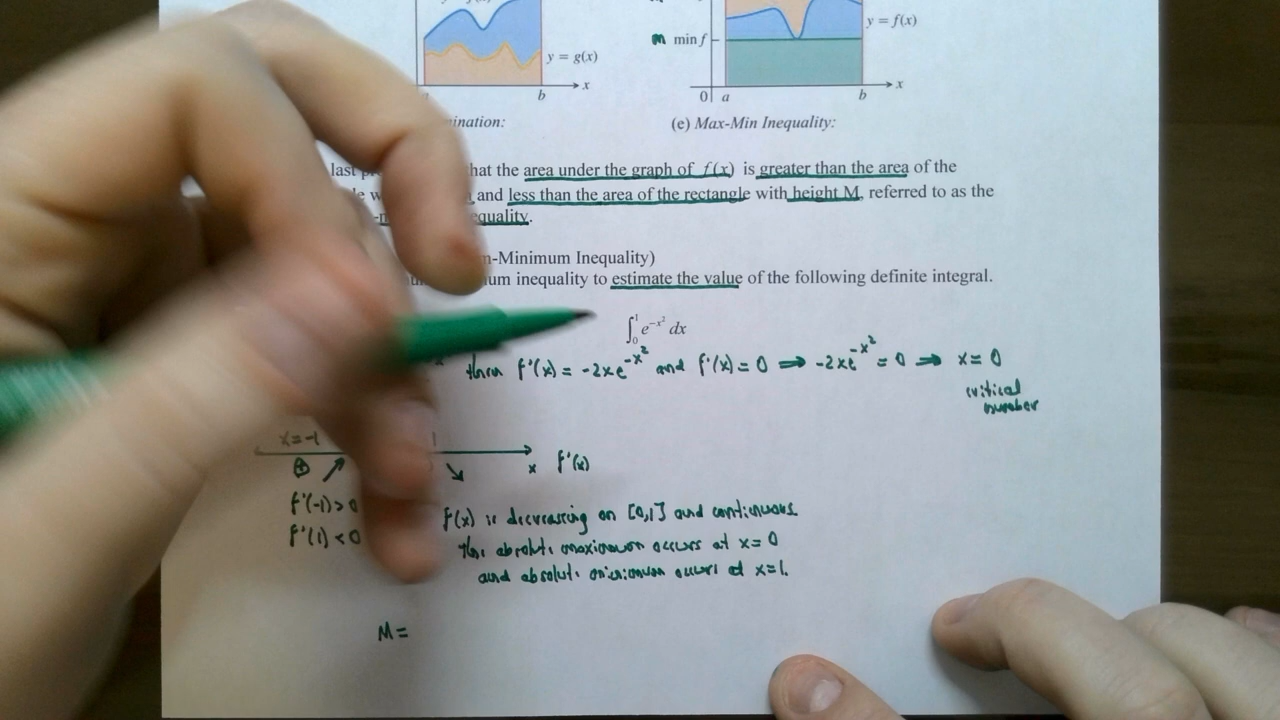 y = g(x)
b
x
y = f(x)
m min f
0 a
b
x
(e) Max-Min Inequality:
last hat the area under the graph of f(x) is greater than the area of the
and less than the area of the rectangle with height M, referred to as the
equality.
-Minimum Inequality)
um inequality to estimate the value of the following definite integral.
∫₀¹ e^{-x²} dx
then f'(x) = -2xe^{-x²} and f'(x) = 0 ⇒ -2xe^{-x²} = 0 ⇒ x = 0
critical
number
x=-1 1
x f'(x)
⊕ ↗ ↘
f'(-1) > 0
f'(1) < 0
f(x) is decreasing on [0,1] and continuous
the absolute maximum occurs at x=0
and absolute minimum occurs at x=1.
M=